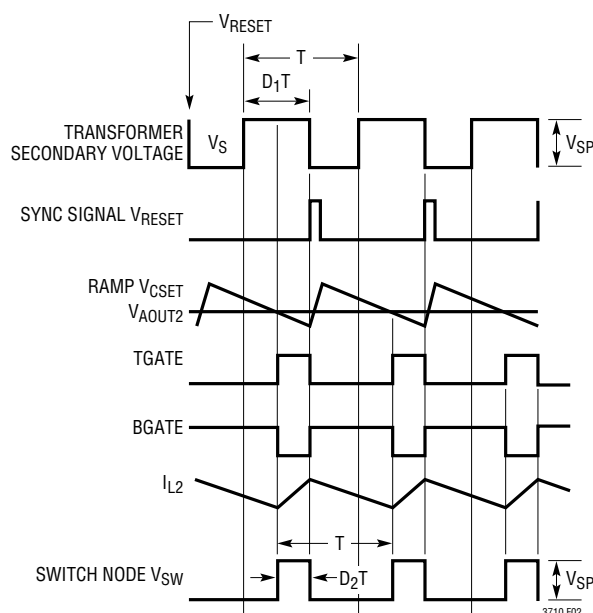 VRESET
T
D1T
TRANSFORMER
SECONDARY VOLTAGE
VS
VSP
SYNC SIGNAL VRESET
RAMP VCSET
VAOUT2
TGATE
BGATE
IL2
T
SWITCH NODE VSW
D2T
VSP
3710 F02